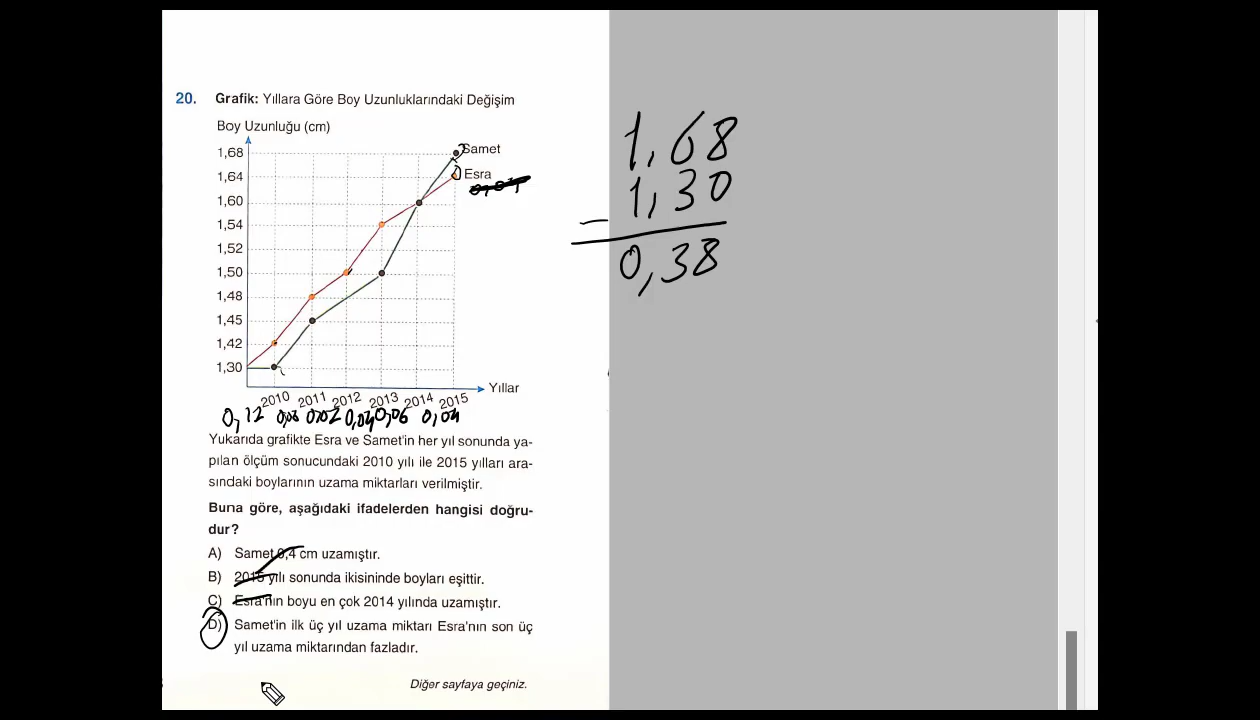 20. Grafik: Yıllara Göre Boy Uzunluklarındaki Değişim
Boy Uzunluğu (cm)
1,68
1,64
1,60
1,54
1,52
1,50
1,48
1,45
1,42
1,30
Samet
Esra
Yıllar
2010 2011 2012 2013 2014 2015
0,12 0,06 0,02 0,04 0,06 0,04
Yukarıda grafikte Esra ve Samet'in her yıl sonunda ya-
pılan ölçüm sonucundaki 2010 yılı ile 2015 yılları ara-
sındaki boylarının uzama miktarları verilmiştir.
Buna göre, aşağıdaki ifadelerden hangisi doğru-
dur?
A) Samet 0,4 cm uzamıştır.
B) 2015 yılı sonunda ikisininde boyları eşittir.
C) Esra'nın boyu en çok 2014 yılında uzamıştır.
D) Samet'in ilk üç yıl uzama miktarı Esra'nın son üç
yıl uzama miktarından fazladır.
Diğer sayfaya geçiniz.
1,68
1,30
−
0,38